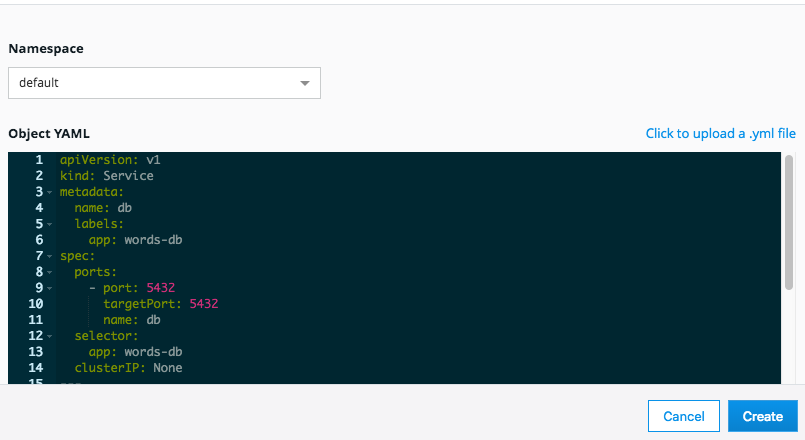 Namespace
default
Object YAML Click to upload a .yml file
1 apiVersion: v1
2 kind: Service
3 metadata:
4   name: db
5   labels:
6     app: words-db
7 spec:
8   ports:
9     - port: 5432
10       targetPort: 5432
11       name: db
12   selector:
13     app: words-db
14   clusterIP: None
15 ---
Cancel Create